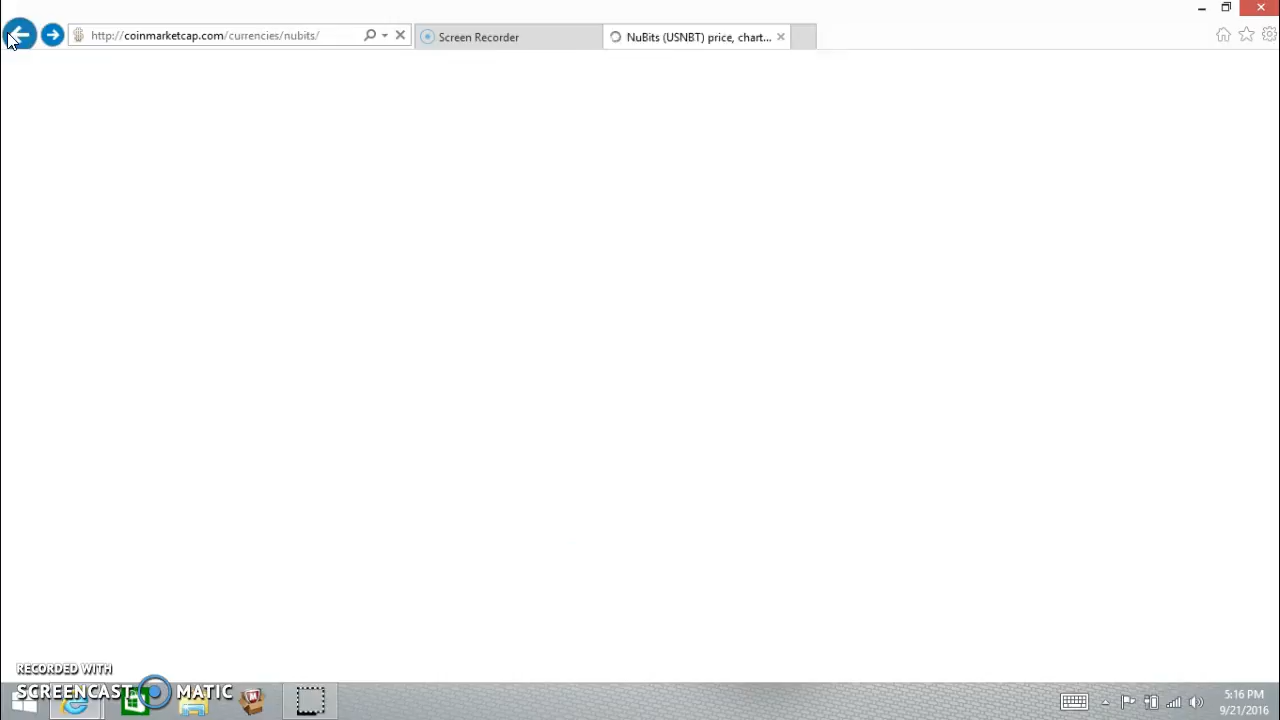 http://coinmarketcap.com/currencies/nubits/
Screen Recorder
NuBits (USNBT) price, chart...
RECORDED WITH
SCREENCAST MATIC
5:16 PM
9/21/2016